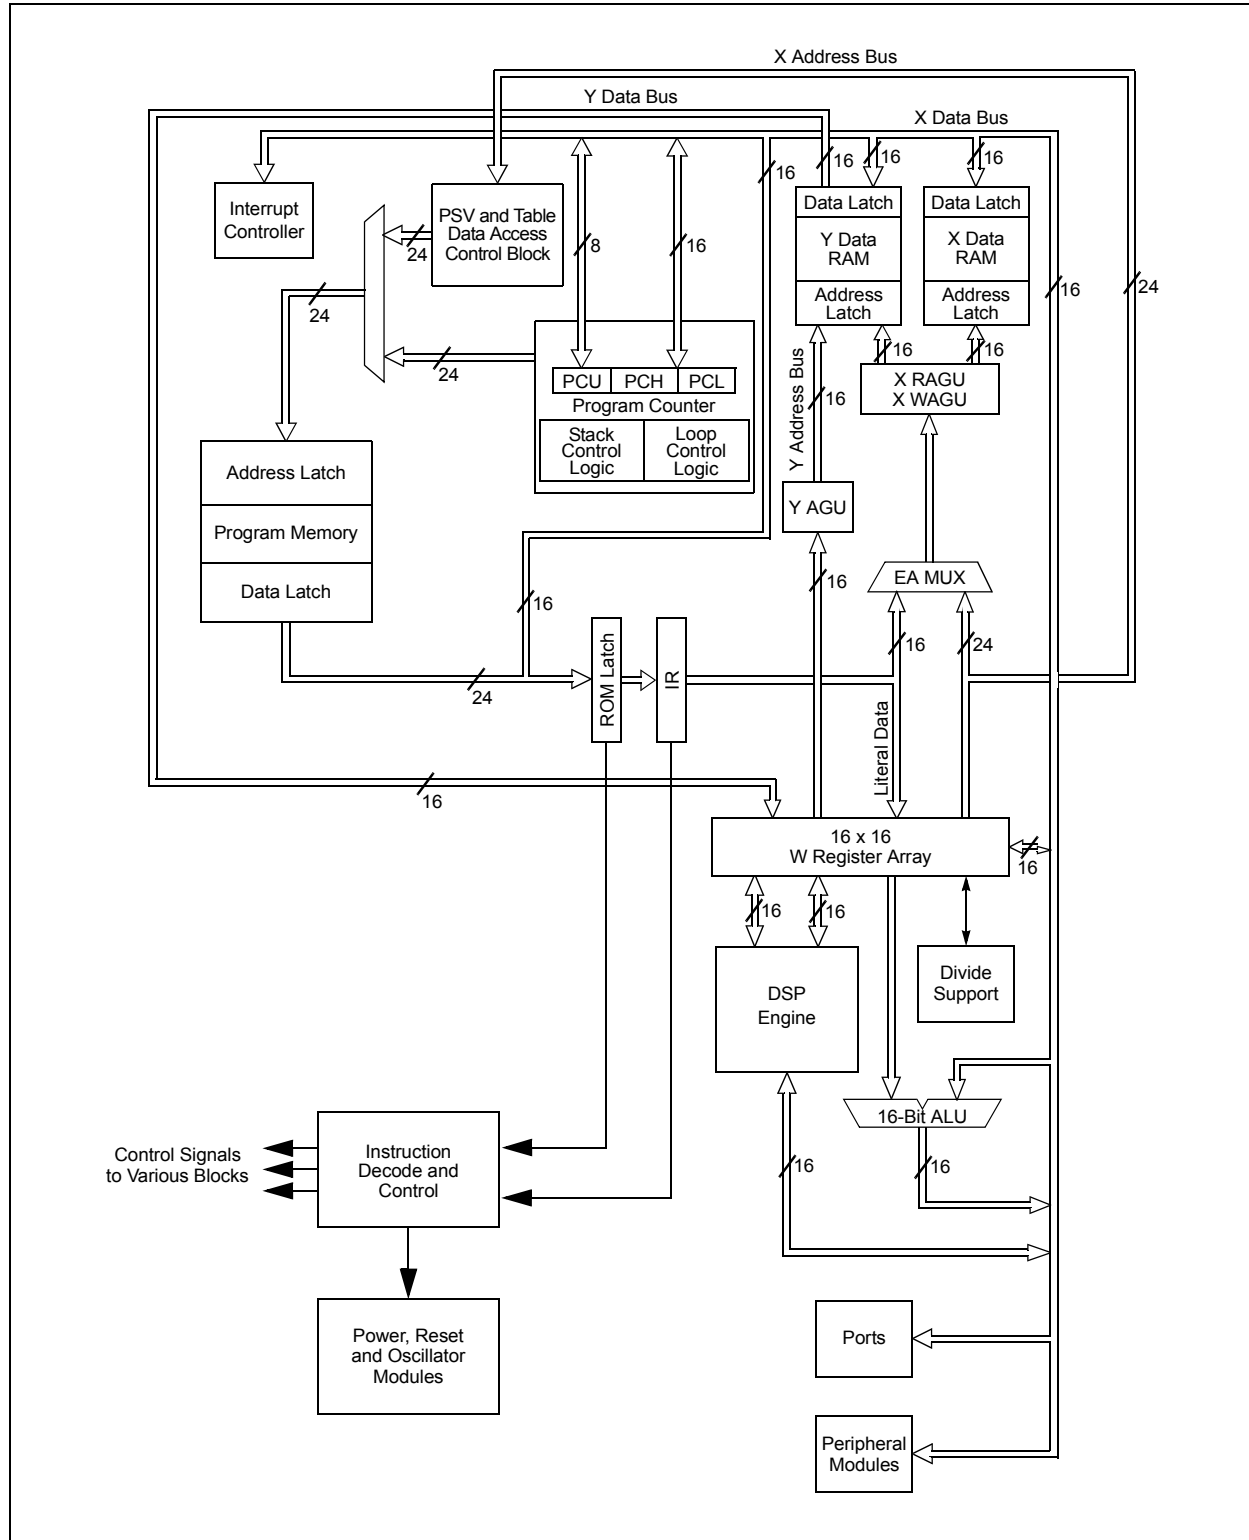 X Address Bus
Y Data Bus
X Data Bus
16
16
16
16
Interrupt
Controller
PSV and Table
Data Access
Control Block
24
8
16
Data Latch
Y Data
RAM
Address
Latch
Data Latch
X Data
RAM
Address
Latch
16
24
24
24
16
16
PCU
PCH
PCL
Program Counter
Stack
Control
Logic
Loop
Control
Logic
Y Address Bus
16
X RAGU
X WAGU
Address Latch
Program Memory
Data Latch
Y AGU
16
EA MUX
16
24
16
24
ROM Latch
IR
Literal Data
16
16 x 16
W Register Array
16
16
16
DSP
Engine
Divide
Support
16-Bit ALU
16
16
Control Signals
to Various Blocks
Instruction
Decode and
Control
Power, Reset
and Oscillator
Modules
Ports
Peripheral
Modules